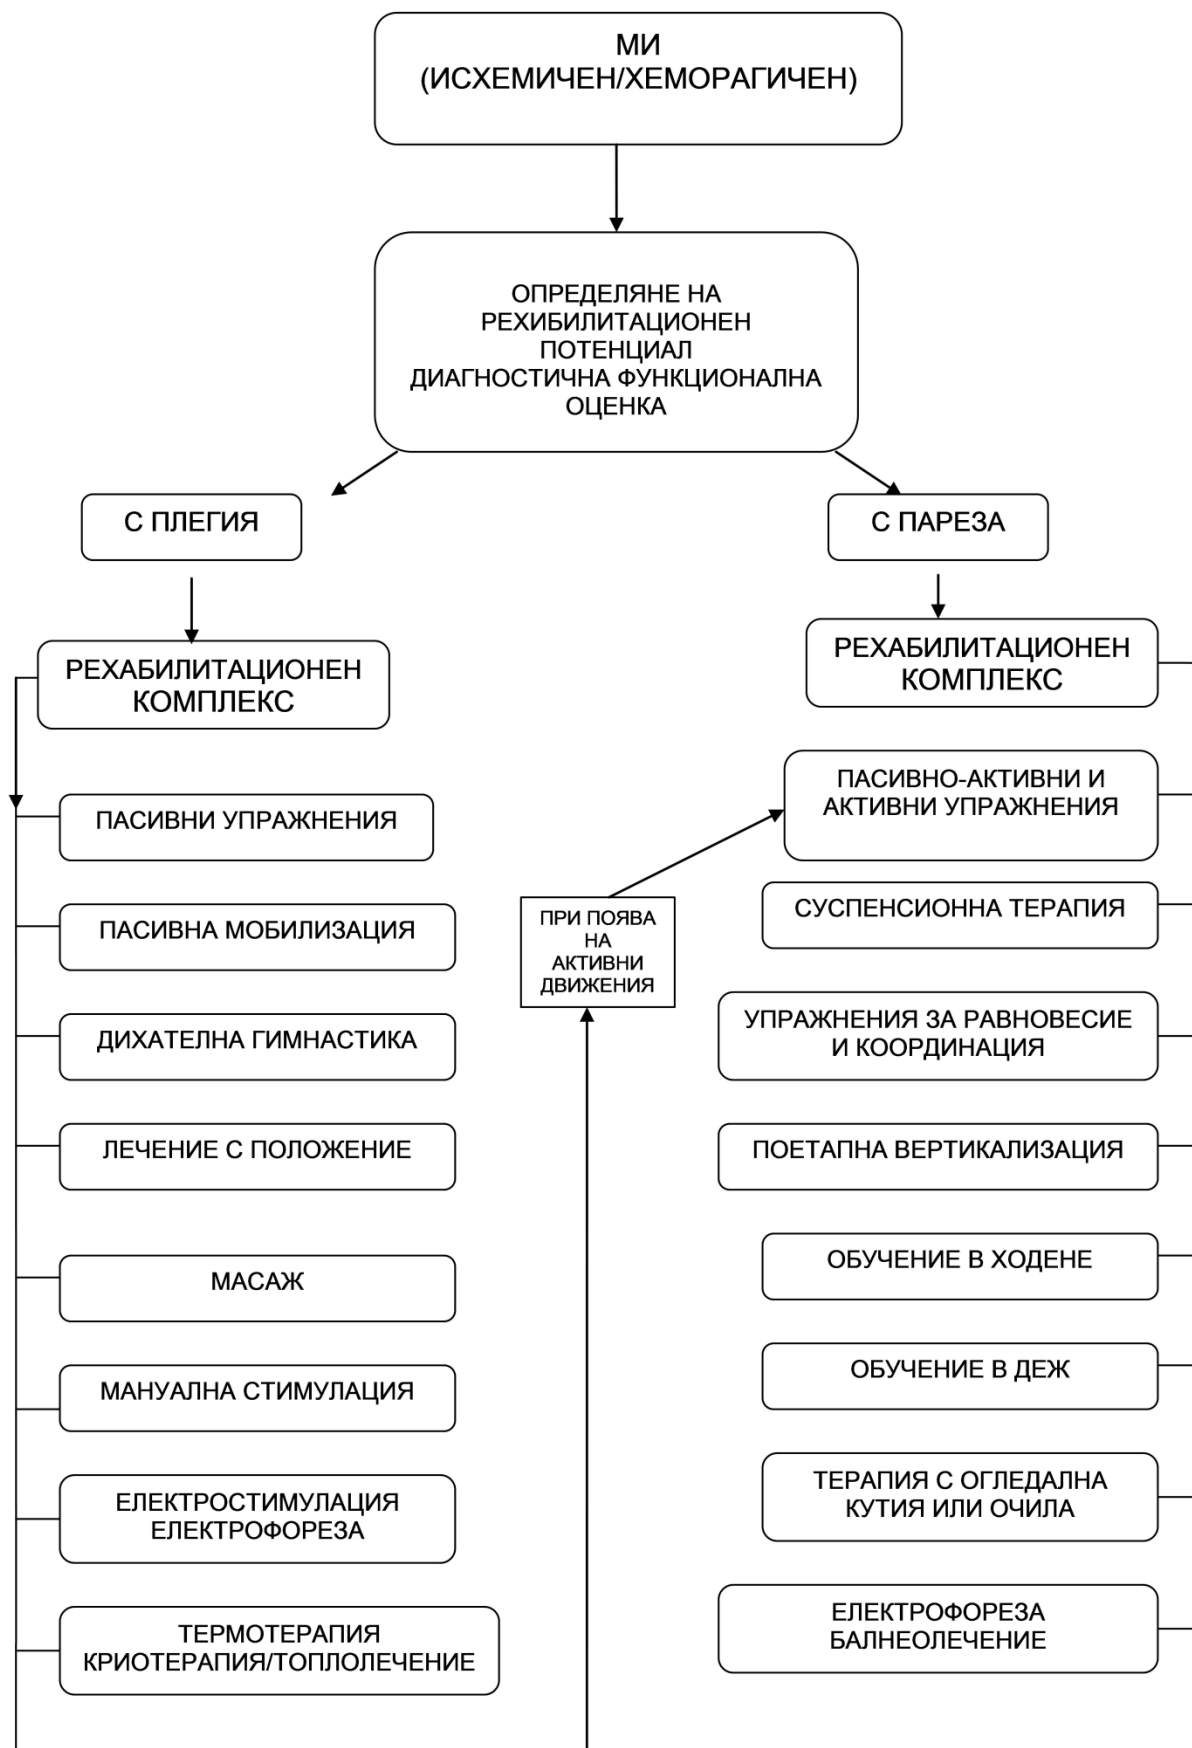 МИ
(ИСХЕМИЧЕН/ХЕМОРАГИЧЕН)
ОПРЕДЕЛЯНЕ НА
РЕХИБИЛИТАЦИОНЕН
ПОТЕНЦИАЛ
ДИАГНОСТИЧНА ФУНКЦИОНАЛНА
ОЦЕНКА
С ПЛЕГИЯ
РЕХАБИЛИТАЦИОНЕН
КОМПЛЕКС
ПАСИВНИ УПРАЖНЕНИЯ
ПАСИВНА МОБИЛИЗАЦИЯ
ДИХАТЕЛНА ГИМНАСТИКА
ЛЕЧЕНИЕ С ПОЛОЖЕНИЕ
МАСАЖ
МАНУАЛНА СТИМУЛАЦИЯ
ЕЛЕКТРОСТИМУЛАЦИЯ
ЕЛЕКТРОФОРЕЗА
ТЕРМОТЕРАПИЯ
КРИОТЕРАПИЯ/ТОПЛОЛЕЧЕНИЕ
ПРИ ПОЯВА
НА
АКТИВНИ
ДВИЖЕНИЯ
С ПАРЕЗА
РЕХАБИЛИТАЦИОНЕН
КОМПЛЕКС
ПАСИВНО-АКТИВНИ И
АКТИВНИ УПРАЖНЕНИЯ
СУСПЕНСИОННА ТЕРАПИЯ
УПРАЖНЕНИЯ ЗА РАВНОВЕСИЕ
И КООРДИНАЦИЯ
ПОЕТАПНА ВЕРТИКАЛИЗАЦИЯ
ОБУЧЕНИЕ В ХОДЕНЕ
ОБУЧЕНИЕ В ДЕЖ
ТЕРАПИЯ С ОГЛЕДАЛНА
КУТИЯ ИЛИ ОЧИЛА
ЕЛЕКТРОФОРЕЗА
БАЛНЕОЛЕЧЕНИЕ